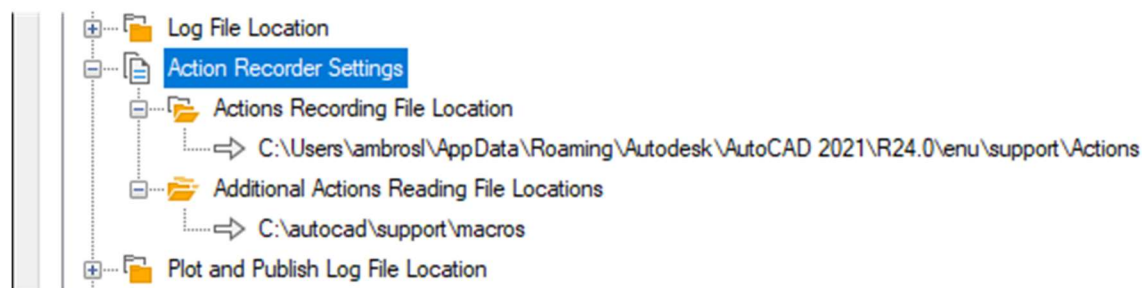 Log File Location
Action Recorder Settings
Actions Recording File Location
C:\Users\ambrosl\AppData\Roaming\Autodesk\AutoCAD 2021\R24.0\enu\support\Actions
Additional Actions Reading File Locations
C:\autocad\support\macros
Plot and Publish Log File Location